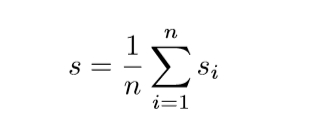 s = \frac{1}{n} \sum_{i=1}^{n} s_i